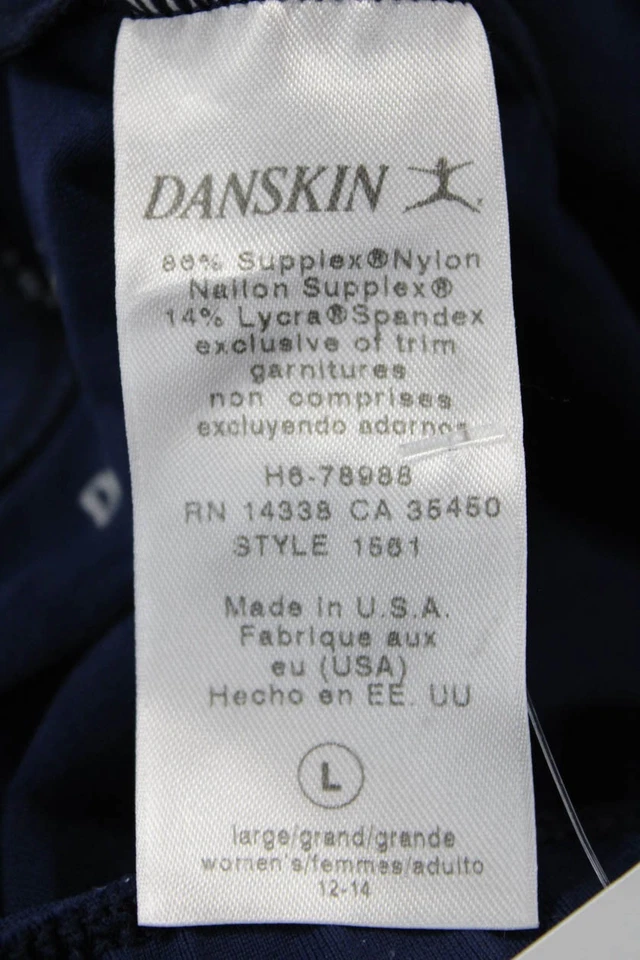 DANSKIN
86% Supplex®Nylon
Nailon Supplex®
14% Lycra®Spandex
exclusive of trim
garnitures
non comprises
excluyendo adornos
H6-78988
RN 14338 CA 35450
STYLE 1561
Made in U.S.A.
Fabrique aux
eu (USA)
Hecho en EE. UU
L
large/grand/grande
women's/femmes/adulto
12-14
D